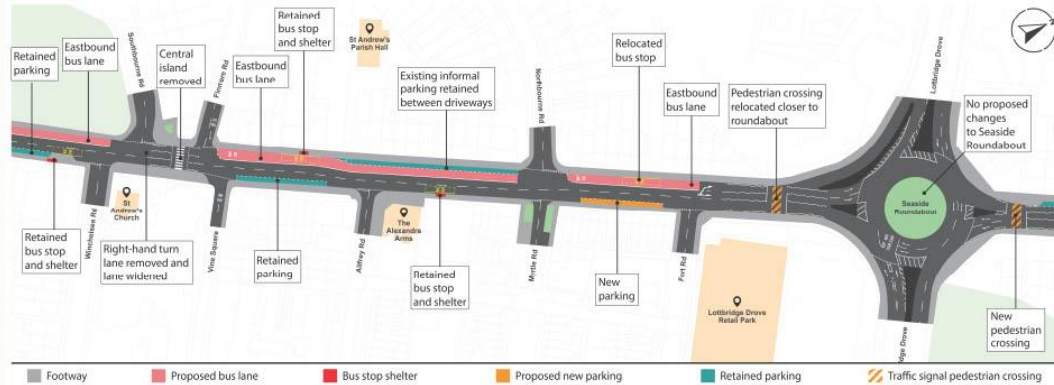 Retained
bus stop
and shelter
St Andrew's
Parish Hall
Retained
parking
Eastbound
bus lane
Southbourne Rd
Central
island
removed
Finmere Rd
Eastbound
bus lane
Existing informal
parking retained
between driveways
Northbourne Rd
Relocated
bus stop
Eastbound
bus lane
Pedestrian crossing
relocated closer to
roundabout
Lottbridge Drove
No proposed
changes
to Seaside
Roundabout
Seaside
Roundabout
Retained
bus stop
and shelter
Winchelsea Rd
St
Andrew's
Church
Right-hand turn
lane removed and
lane widened
Vine Square
Retained
parking
Allfrey Rd
The
Alexandra
Arms
Retained
bus stop
and shelter
Myrtle Rd
New
parking
Fort Rd
Lottbridge Drove
Retail Park
New
pedestrian
crossing
Footway
Proposed bus lane
Bus stop shelter
Proposed new parking
Retained parking
Traffic signal pedestrian crossing